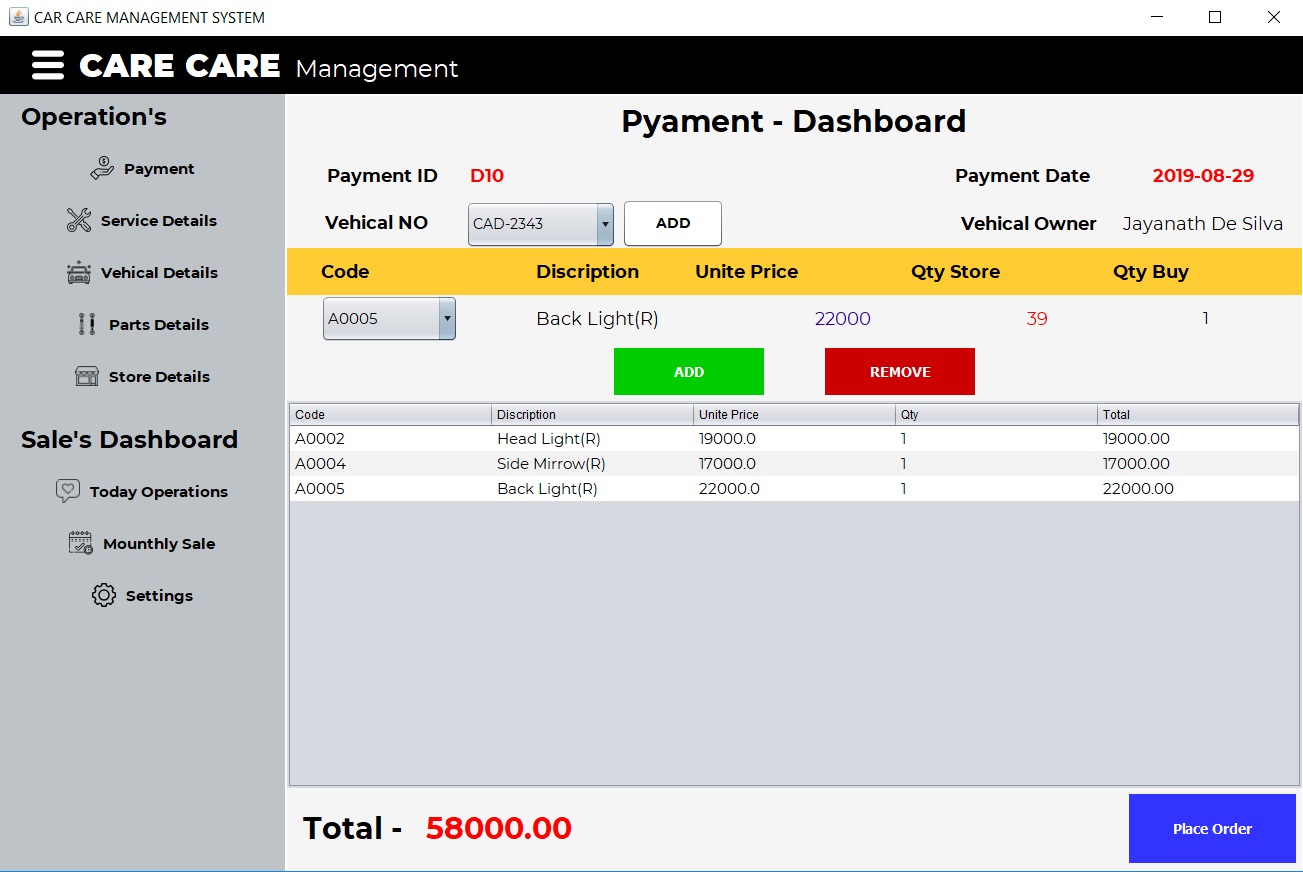 CAR CARE MANAGEMENT SYSTEM
CARE CARE Management
Operation's
Payment
Service Details
Vehical Details
Parts Details
Store Details
Sale's Dashboard
Today Operations
Mounthly Sale
Settings
Pyament - Dashboard
Payment ID D10 Payment Date 2019-08-29
Vehical NO CAD-2343 ADD Vehical Owner Jayanath De Silva
Code Discription Unite Price Qty Store Qty Buy
A0005 Back Light(R) 22000 39 1
ADD REMOVE
Code Discription Unite Price Qty Total
A0002 Head Light(R) 19000.0 1 19000.00
A0004 Side Mirrow(R) 17000.0 1 17000.00
A0005 Back Light(R) 22000.0 1 22000.00
Total - 58000.00 Place Order